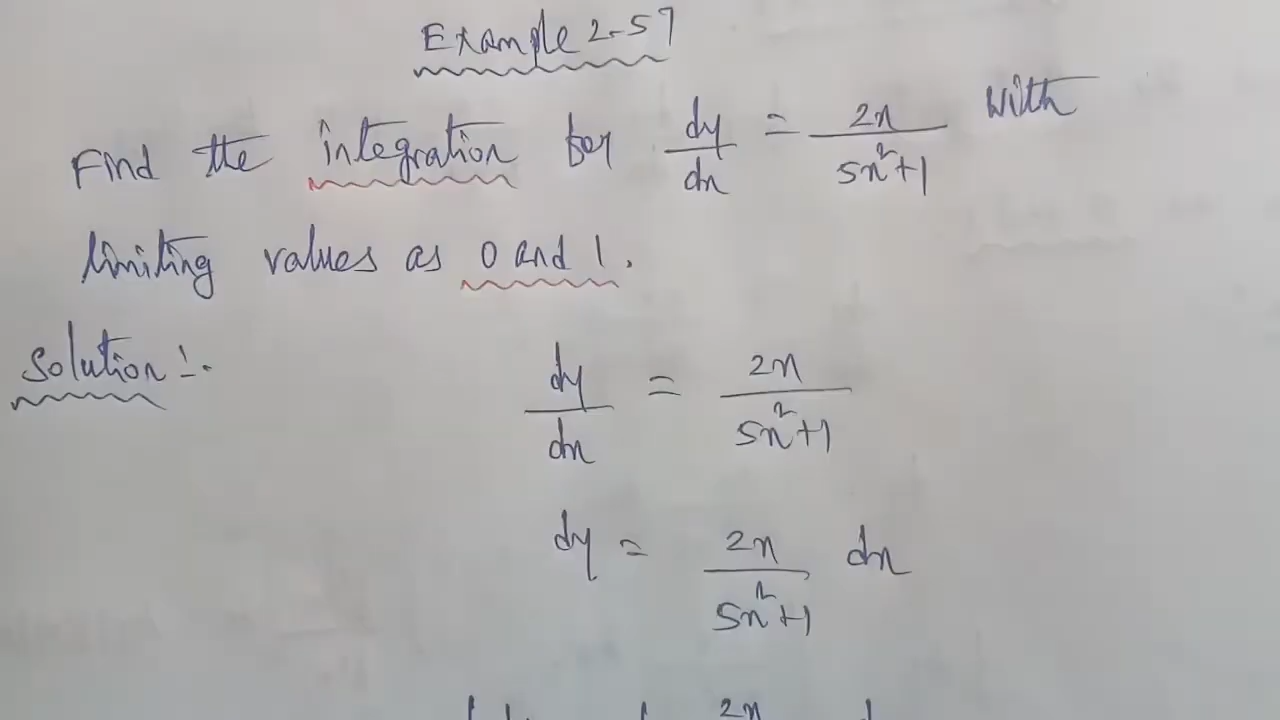 Example 2.57
Find the integration for dy/dx = 2x/(5x²+1) with
limiting values as 0 and 1.
Solution:-
dy/dx = 2x/(5x²+1)
dy = 2x/(5x²+1) dx
2x